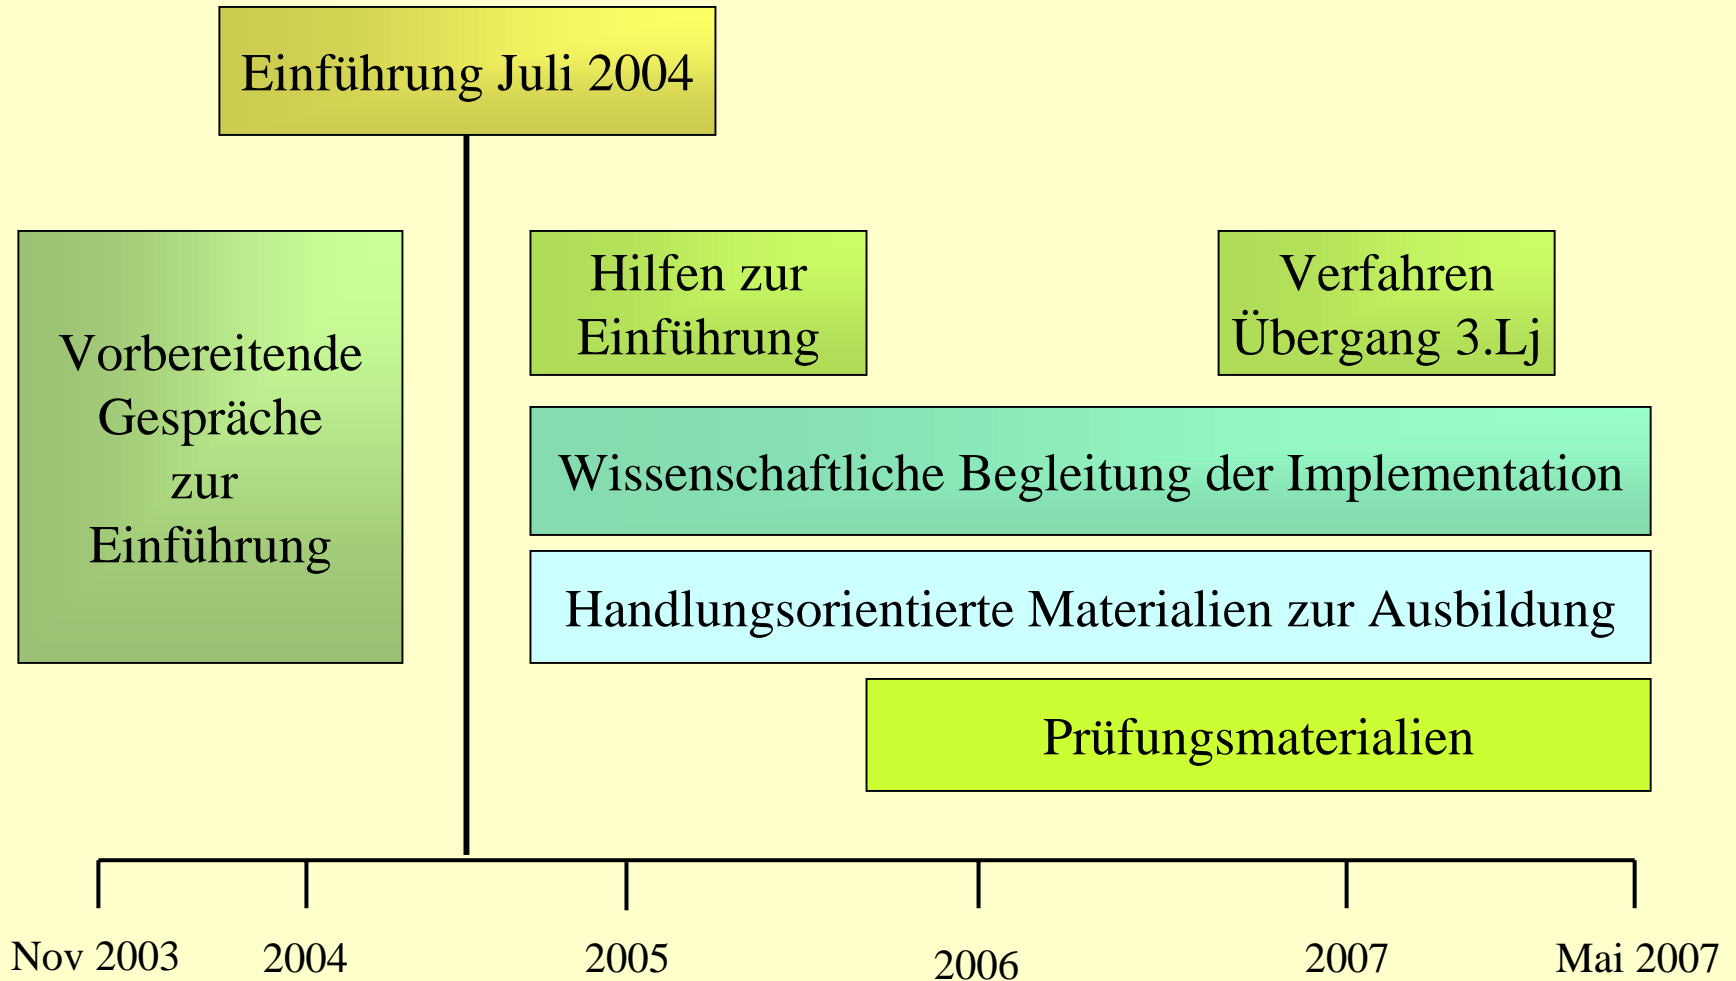 Einführung Juli 2004
Vorbereitende
Gespräche
zur
Einführung
Hilfen zur
Einführung
Verfahren
Übergang 3.Lj
Wissenschaftliche Begleitung der Implementation
Handlungsorientierte Materialien zur Ausbildung
Prüfungsmaterialien
Nov 2003
2004
2005
2006
2007
Mai 2007